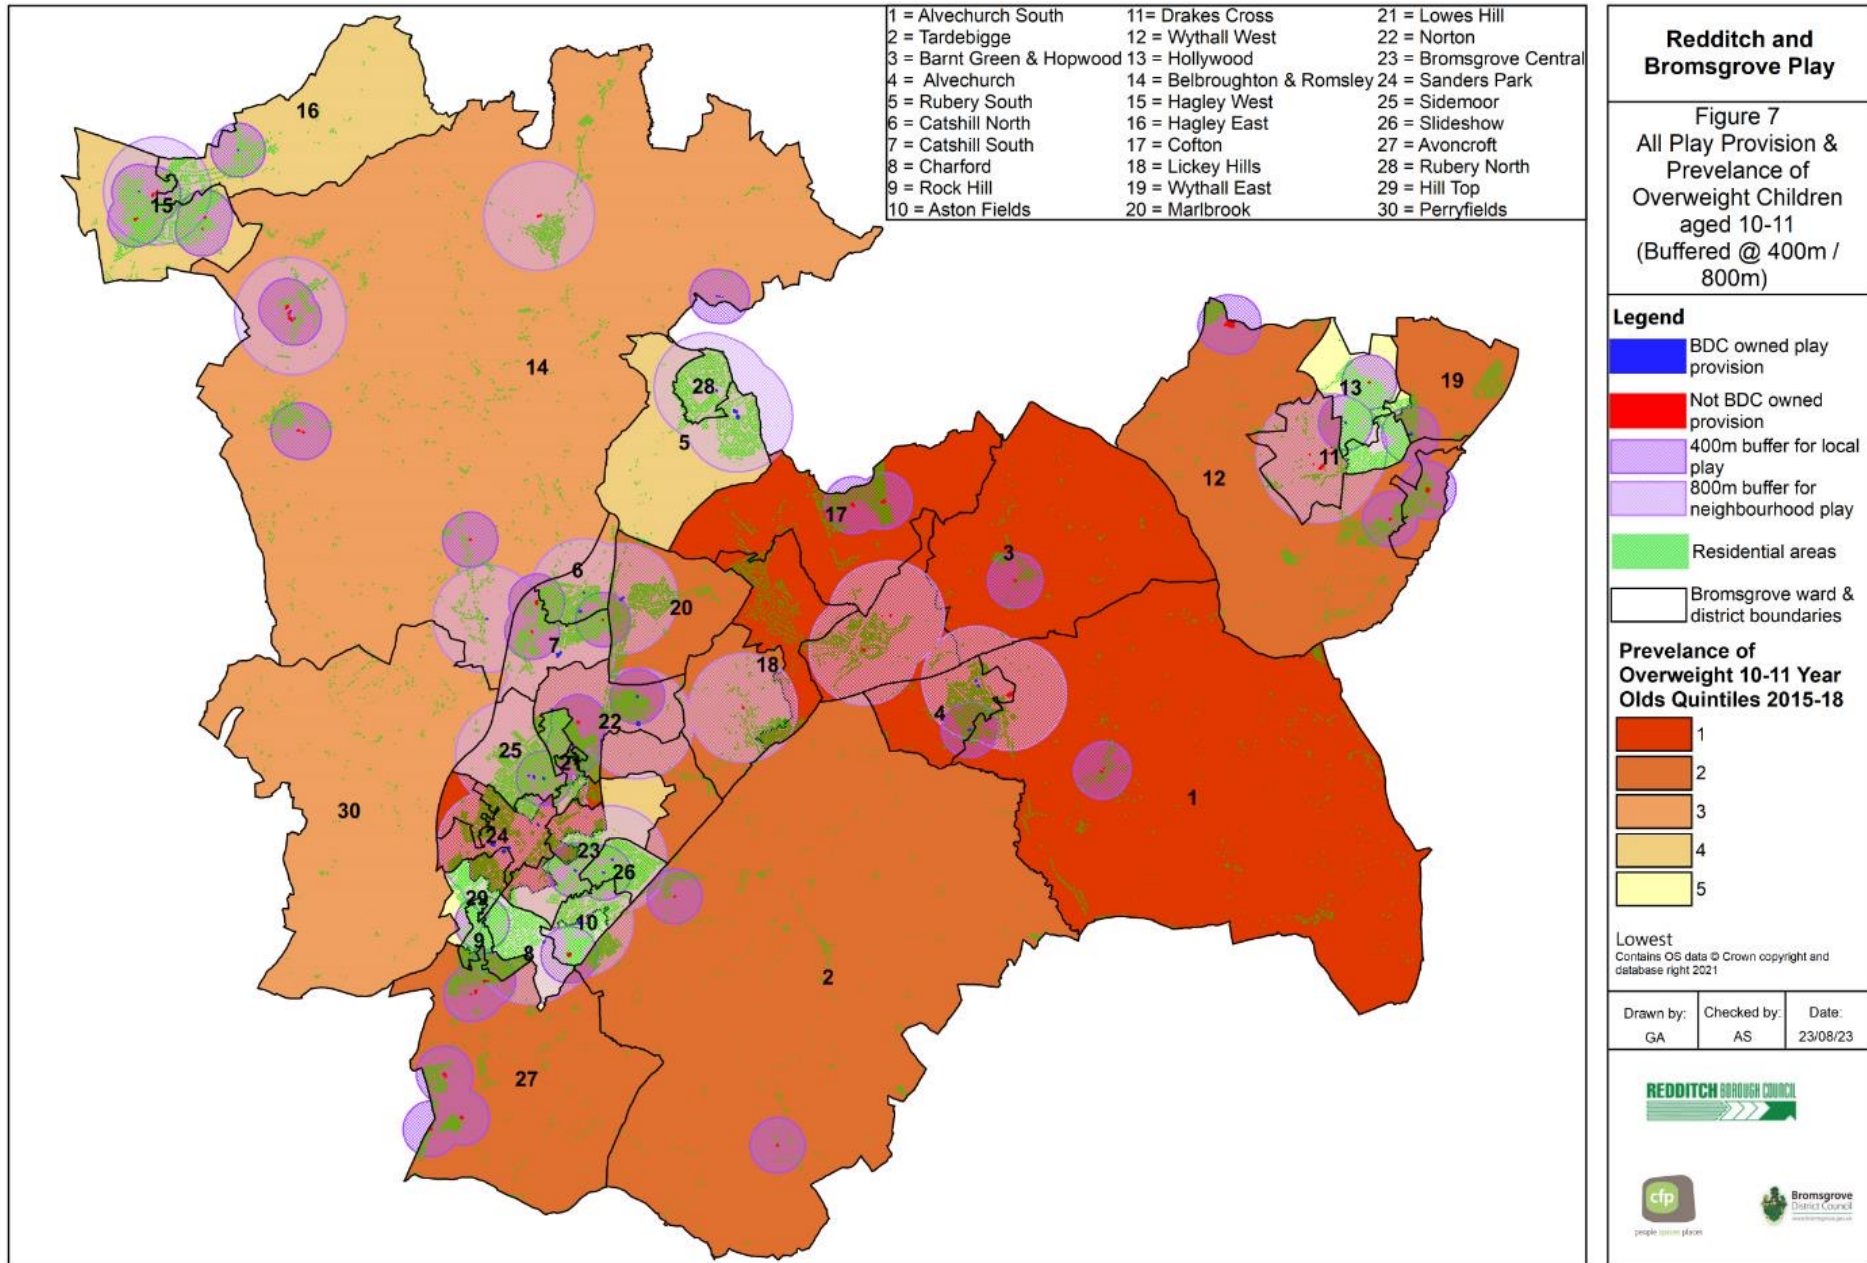 1 = Alvechurch South
2 = Tardebigge
3 = Barnt Green & Hopwood
4 = Alvechurch
5 = Rubery South
6 = Catshill North
7 = Catshill South
8 = Charford
9 = Rock Hill
10 = Aston Fields
11= Drakes Cross
12 = Wythall West
13 = Hollywood
14 = Belbroughton & Romsley
15 = Hagley West
16 = Hagley East
17 = Cofton
18 = Lickey Hills
19 = Wythall East
20 = Marlbrook
21 = Lowes Hill
22 = Norton
23 = Bromsgrove Central
24 = Sanders Park
25 = Sidemoor
26 = Slideshow
27 = Avoncroft
28 = Rubery North
29 = Hill Top
30 = Perryfields
16
15
14
28
5
13
19
11
12
17
3
6
20
7
18
22
4
25
21
1
30
24
23
26
29
10
9
8
2
27
Redditch and
Bromsgrove Play
Figure 7
All Play Provision &
Prevelance of
Overweight Children
aged 10-11
(Buffered @ 400m /
800m)
Legend
BDC owned play
provision
Not BDC owned
provision
400m buffer for local
play
800m buffer for
neighbourhood play
Residential areas
Bromsgrove ward &
district boundaries
Prevelance of
Overweight 10-11 Year
Olds Quintiles 2015-18
1
2
3
4
5
Lowest
Contains OS data © Crown copyright and
database right 2021
Drawn by:
GA
Checked by:
AS
Date:
23/08/23
REDDITCH BOROUGH COUNCIL
cfp
people spaces places
Bromsgrove
District Council
www.bromsgrove.gov.uk